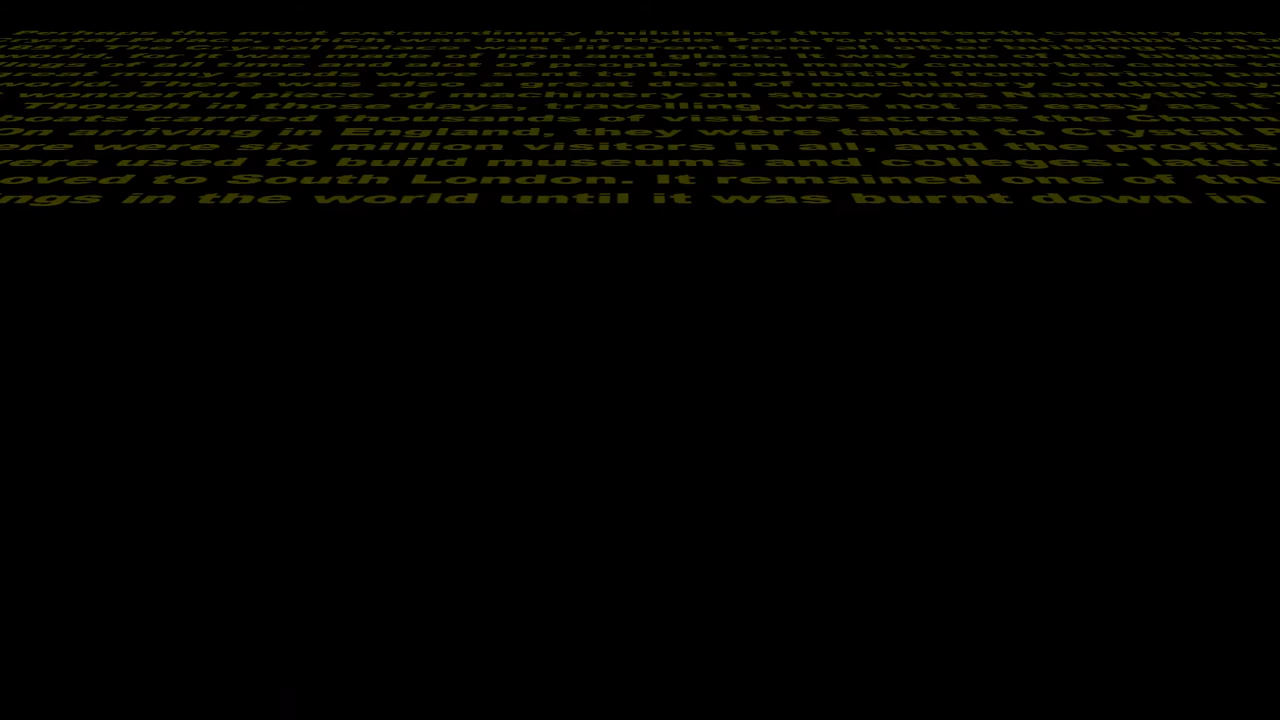 Perhaps the most extraordinary building of the nineteenth century was
Crystal Palace, which was built in Hyde Park for the great exhibition
1851. The Crystal Palace was different from all other buildings in the
world, for it was made of iron and glass. It was one of the
of all time and alot of people from many countries came to
great many goods were sent to the exhibition from various
world. There was also a great deal of machinery on display.
wonderful piece of machinery on show was Nasmyth's
Though in those days, travelling was not as easy as it
boats carried thousands of visitors across the
On arriving in England, they were taken to Crystal
were six million visitors in all, and the profits
were used to build museums and colleges. later,
to South London. It remained one of the
in the world until it was burnt down in